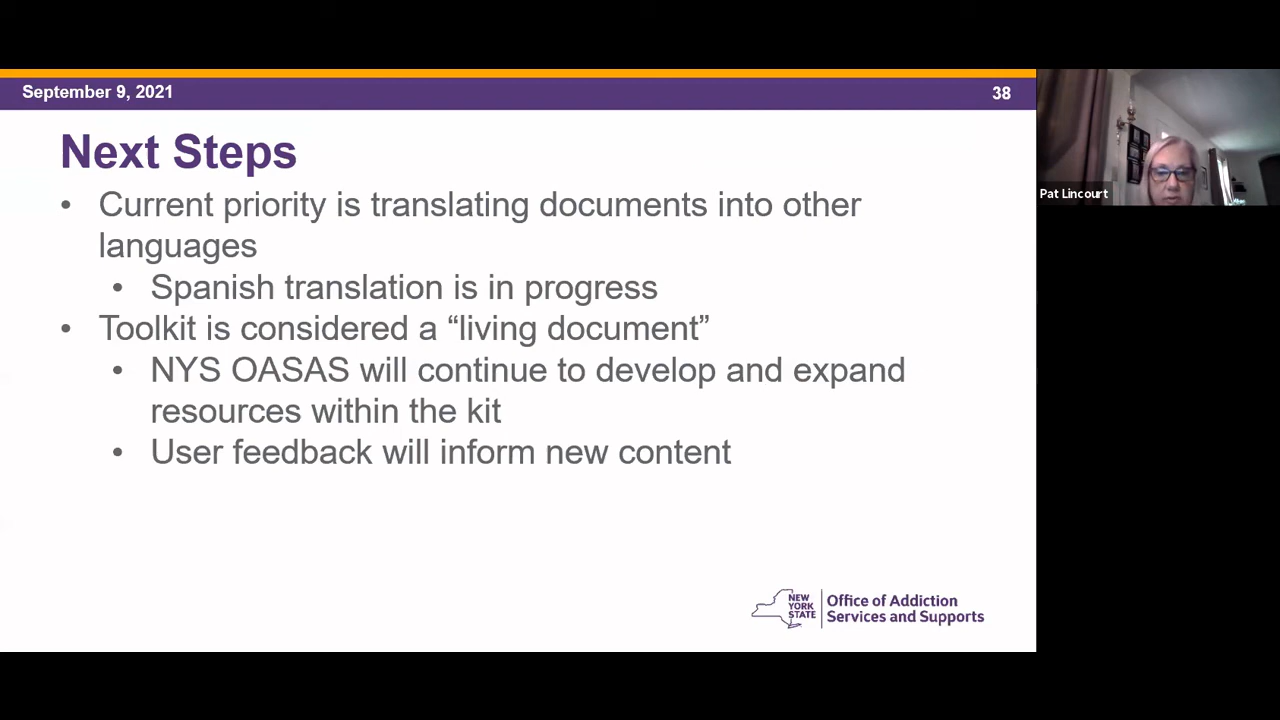 September 9, 2021
38
Next Steps
• Current priority is translating documents into other
languages
• Spanish translation is in progress
• Toolkit is considered a “living document”
• NYS OASAS will continue to develop and expand
resources within the kit
• User feedback will inform new content
NEW
YORK
STATE
Office of Addiction
Services and Supports
Pat Lincourt